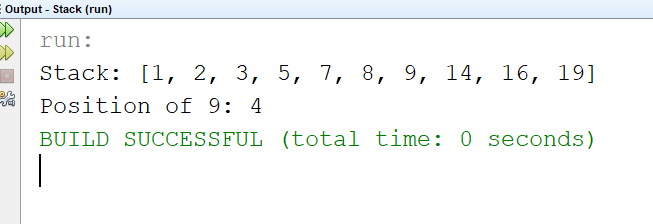 Output - Stack (run)
run:
Stack: [1, 2, 3, 5, 7, 8, 9, 14, 16, 19]
Position of 9: 4
BUILD SUCCESSFUL (total time: 0 seconds)